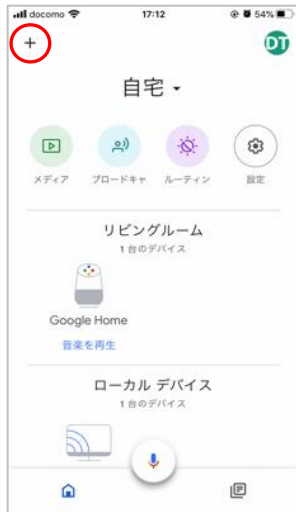 docomo 17:12 54%
+ DT
自宅
メディア ブロードキャ ルーティン 設定
リビングルーム
1 台のデバイス
Google Home
音楽を再生
ローカル デバイス
1 台のデバイス